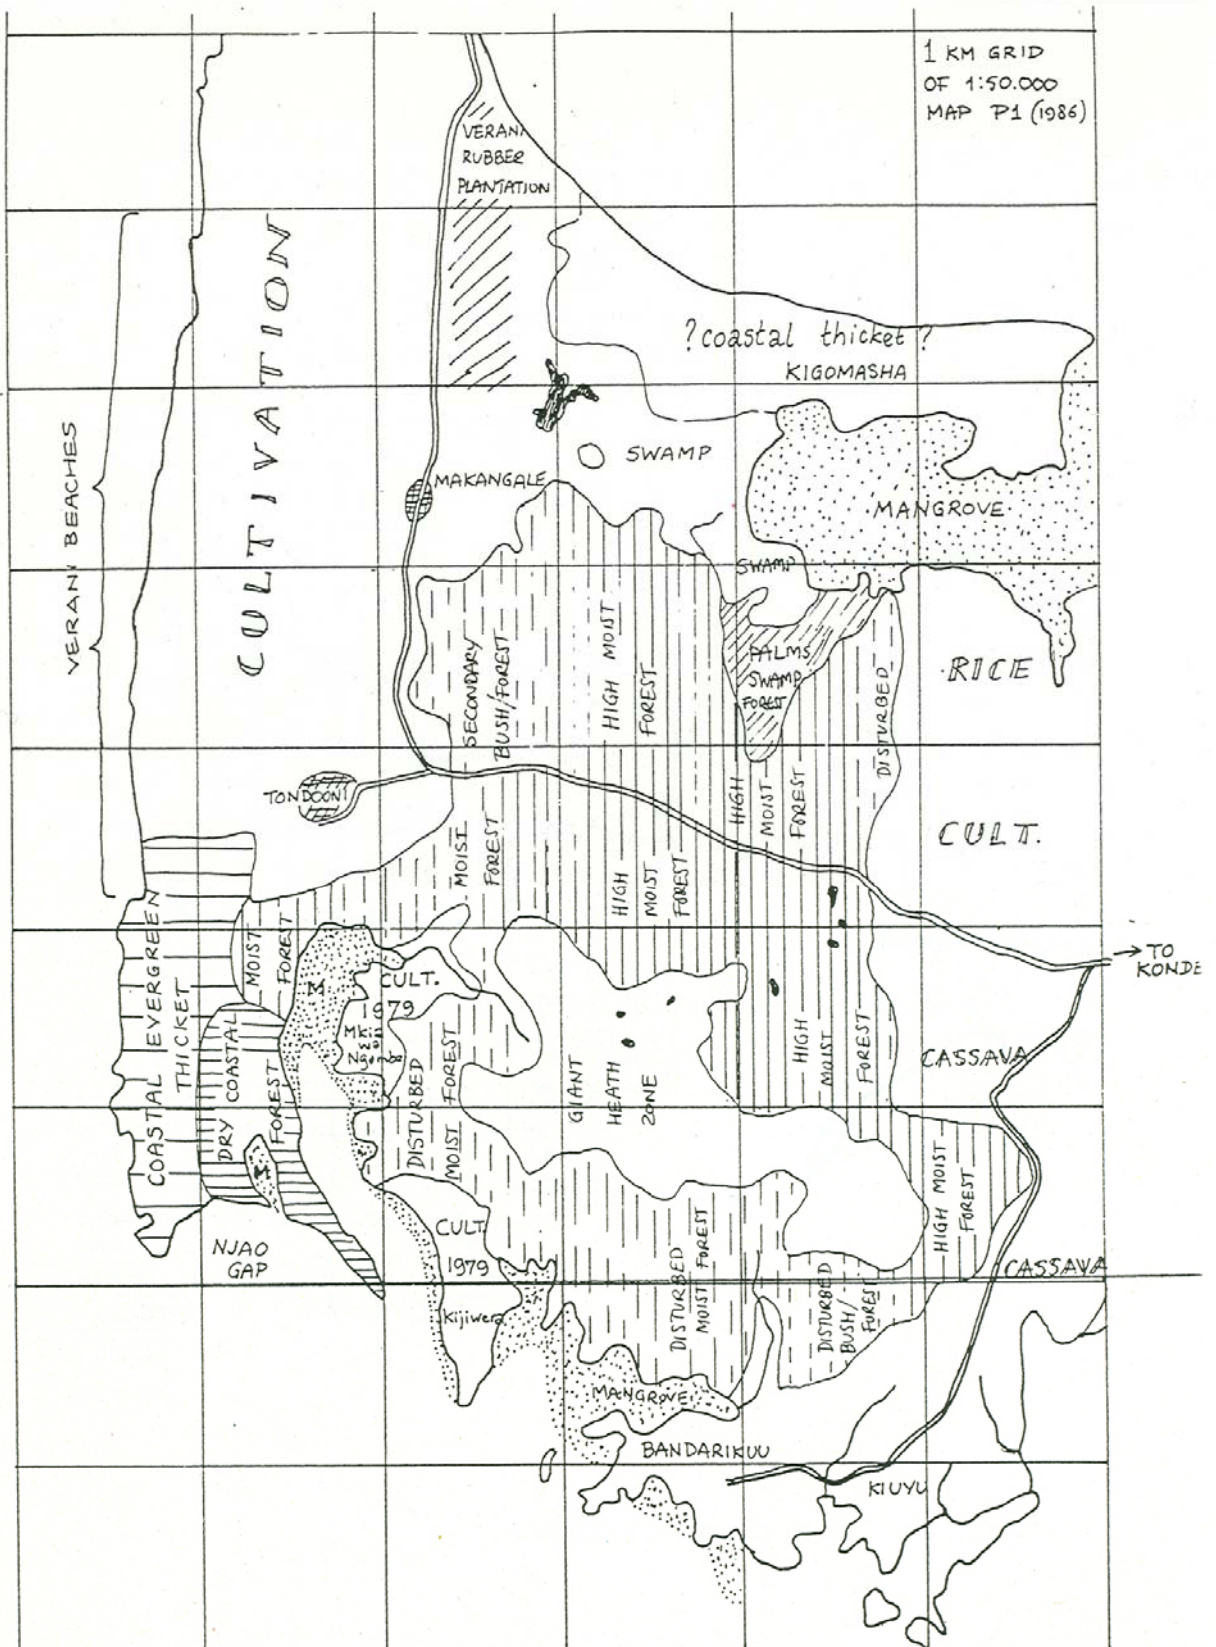 1 KM GRID
OF 1:50.000
MAP P1 (1986)
VERANI
RUBBER
PLANTATION
CULTIVATION
? coastal thicket ?
KIGOMASHA
VERANI BEACHES
SWAMP
MAKANGALE
MANGROVE
SWAMP
PALMS
SWAMP
FOREST
RICE
SECONDARY
BUSH/FOREST
HIGH MOIST
FOREST
DISTURBED
TONDOONI
HIGH
MOIST
FOREST
CULT.
MOIST
FOREST
HIGH
MOIST
FOREST
COASTAL EVERGREEN
THICKET
MOIST
FOREST
M
CULT.
1979
Mkia
wa
Ngombe
→ TO
KONDE
DRY COASTAL
FOREST
M
DISTURBED
MOIST FOREST
GIANT
HEATH
ZONE
HIGH
MOIST
FOREST
CASSAVA
HIGH MOIST
FOREST
NJAO
GAP
CULT.
1979
Kijiwera
DISTURBED
MOIST FOREST
DISTURBED
BUSH/
FOREST
CASSAVA
MANGROVE
BANDARIKUU
KIUYU